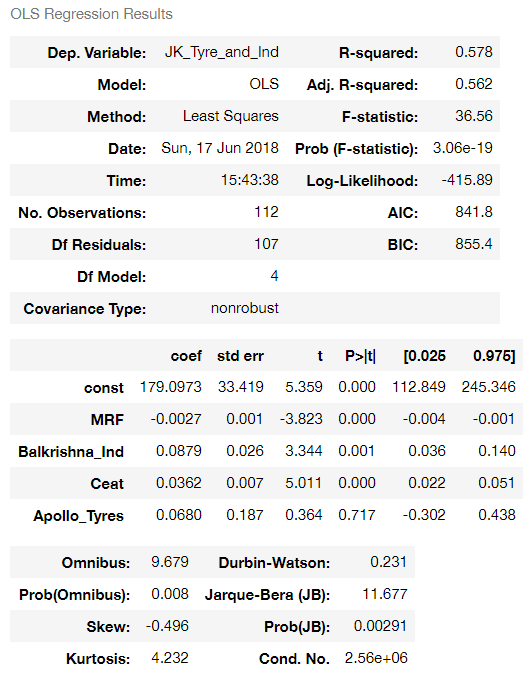 OLS Regression Results
Dep. Variable: JK_Tyre_and_Ind R-squared: 0.578
Model: OLS Adj. R-squared: 0.562
Method: Least Squares F-statistic: 36.56
Date: Sun, 17 Jun 2018 Prob (F-statistic): 3.06e-19
Time: 15:43:38 Log-Likelihood: -415.89
No. Observations: 112 AIC: 841.8
Df Residuals: 107 BIC: 855.4
Df Model: 4
Covariance Type: nonrobust
coef std err t P>|t| [0.025 0.975]
const 179.0973 33.419 5.359 0.000 112.849 245.346
MRF -0.0027 0.001 -3.823 0.000 -0.004 -0.001
Balkrishna_Ind 0.0879 0.026 3.344 0.001 0.036 0.140
Ceat 0.0362 0.007 5.011 0.000 0.022 0.051
Apollo_Tyres 0.0680 0.187 0.364 0.717 -0.302 0.438
Omnibus: 9.679 Durbin-Watson: 0.231
Prob(Omnibus): 0.008 Jarque-Bera (JB): 11.677
Skew: -0.496 Prob(JB): 0.00291
Kurtosis: 4.232 Cond. No. 2.56e+06